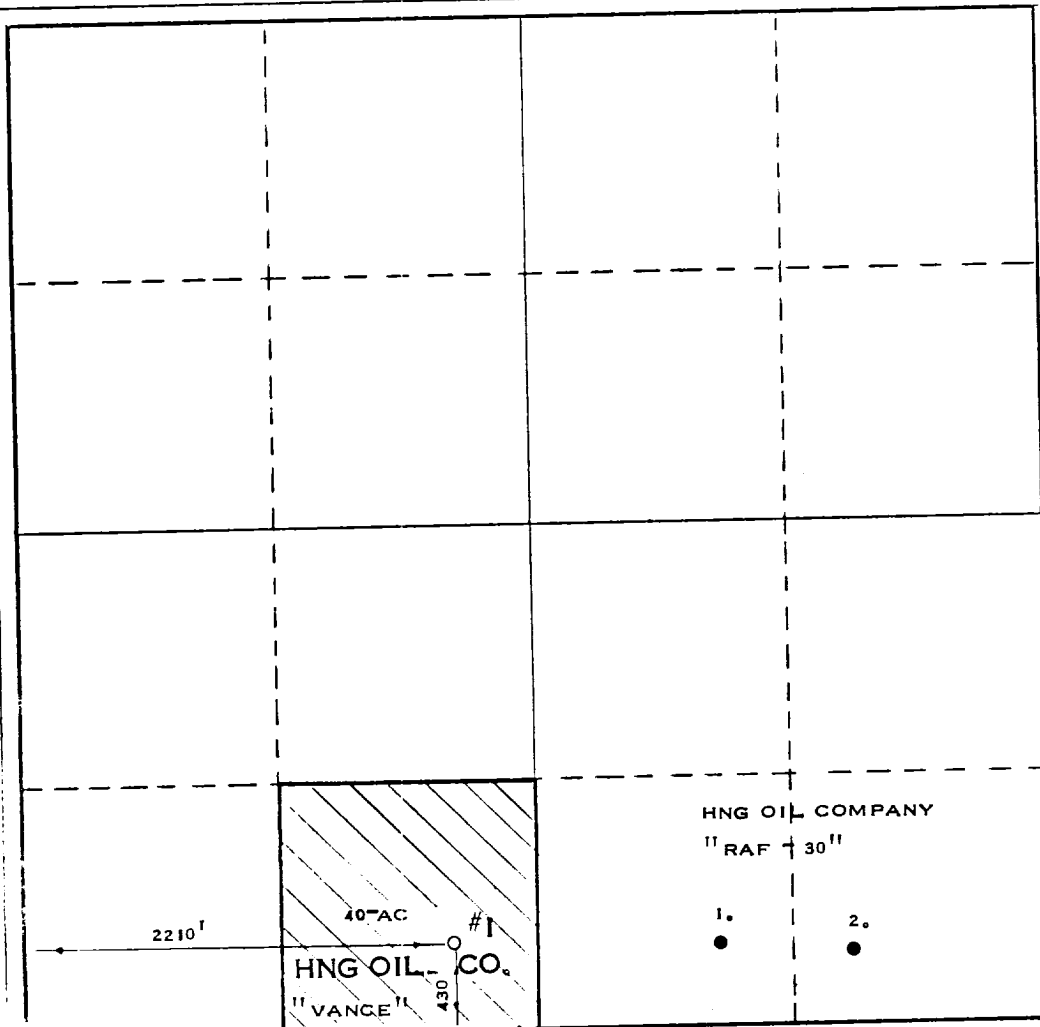 HNG OIL COMPANY
"RAF - 30"
1.
2.
40-AC
#1
2210'
HNG OIL- CO.
430'
"VANCE"